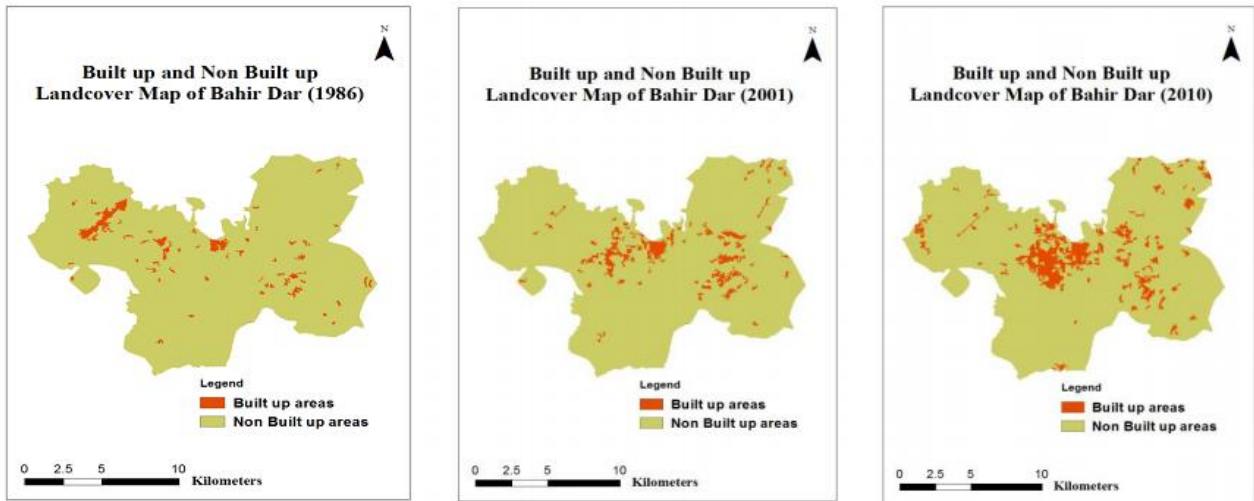 N
Built up and Non Built up
Landcover Map of Bahir Dar (1986)
Legend
Built up areas
Non Built up areas
0 2.5 5 10
Kilometers
N
Built up and Non Built up
Landcover Map of Bahir Dar (2001)
Legend
Built up areas
Non Built up areas
0 2.5 5 10
Kilometers
N
Built up and Non Built up
Landcover Map of Bahir Dar (2010)
Legend
Built up areas
Non Built up areas
0 2.5 5 10
Kilometers